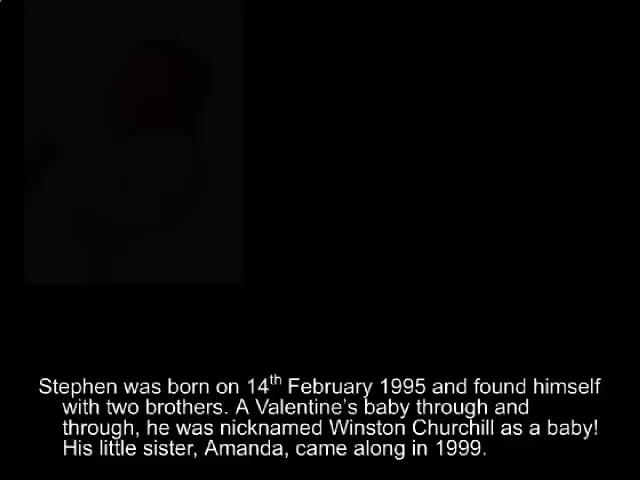 Stephen was born on 14th February 1995 and found himself
with two brothers. A Valentine's baby through and
through, he was nicknamed Winston Churchill as a baby!
His little sister, Amanda, came along in 1999.